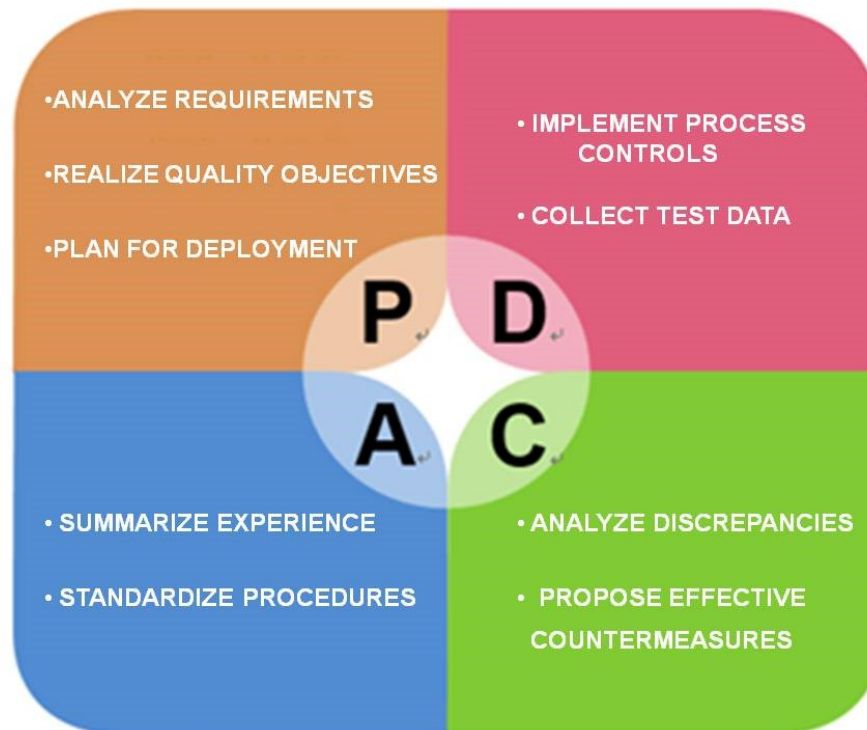 •ANALYZE REQUIREMENTS
•REALIZE QUALITY OBJECTIVES
•PLAN FOR DEPLOYMENT
• IMPLEMENT PROCESS
CONTROLS
• COLLECT TEST DATA
P D
A C
• SUMMARIZE EXPERIENCE
• STANDARDIZE PROCEDURES
• ANALYZE DISCREPANCIES
• PROPOSE EFFECTIVE
COUNTERMEASURES